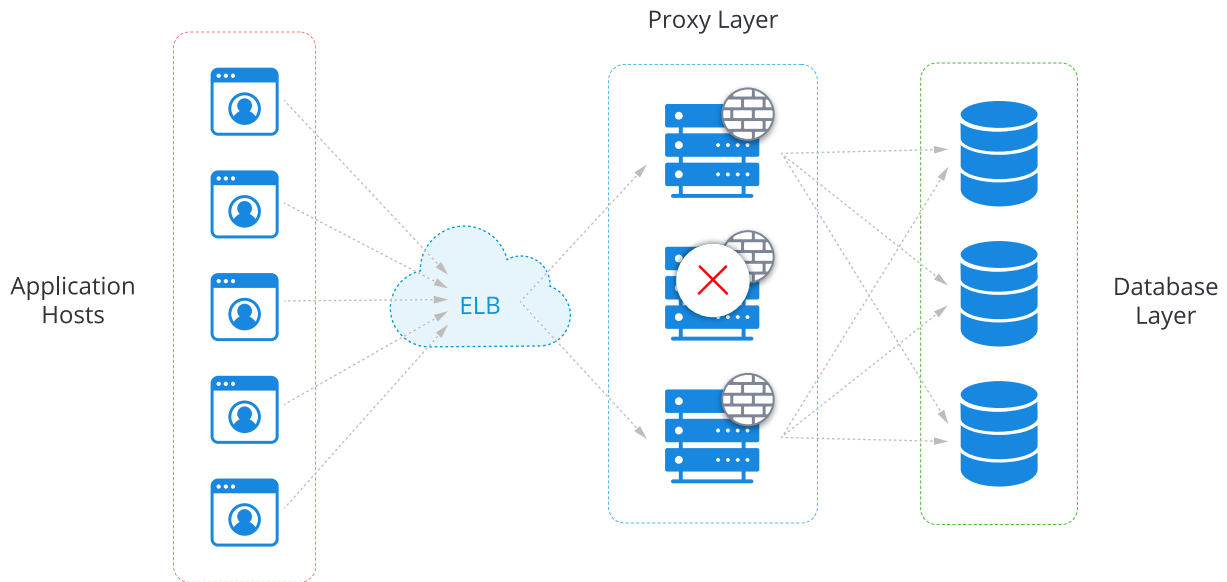 Proxy Layer
Application
Hosts
ELB
Database
Layer